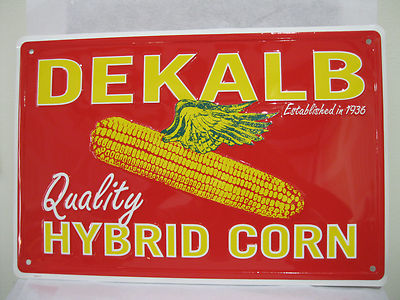 DEKALB
Established in 1936
Quality
HYBRID CORN